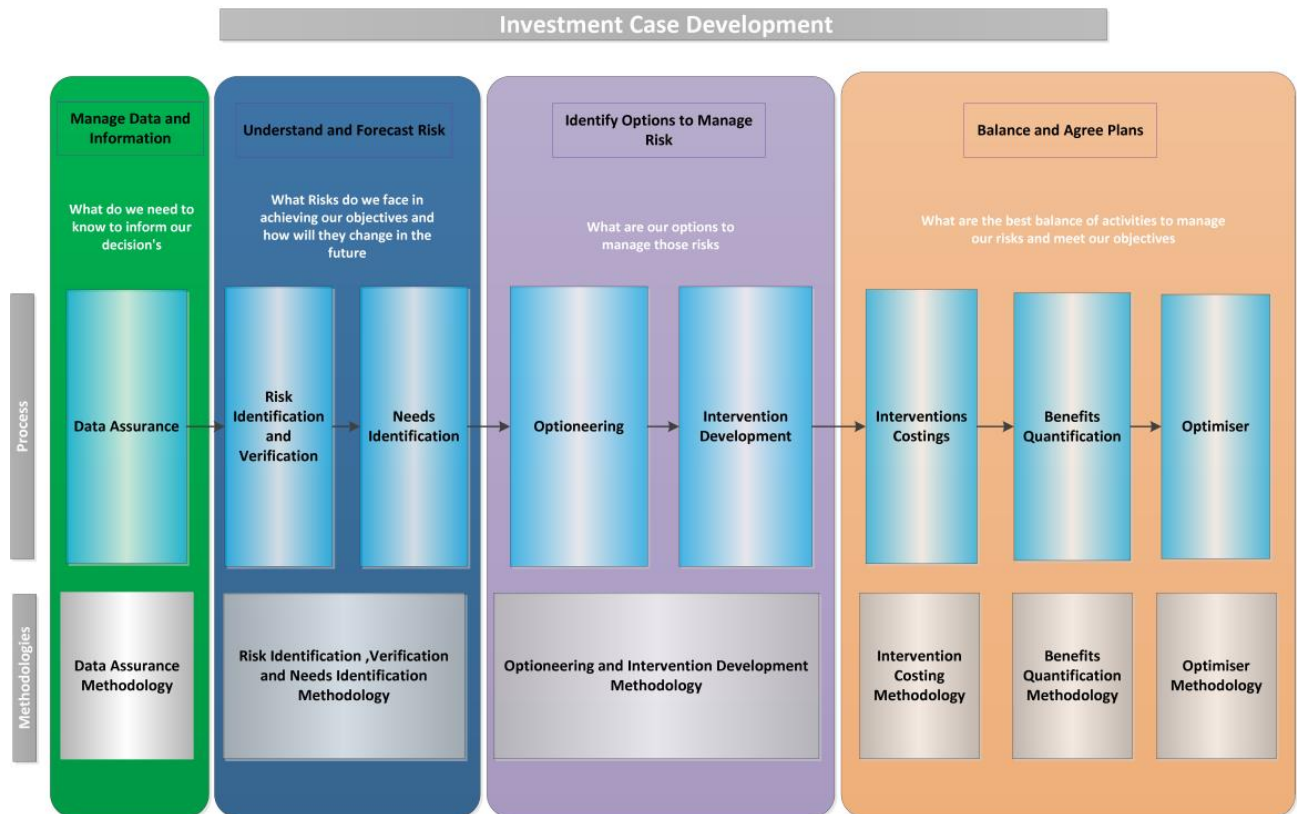 Investment Case Development
Manage Data and
Information
What do we need to
know to inform our
decision's
Understand and Forecast Risk
What Risks do we face in
achieving our objectives and
how will they change in the
future
Identify Options to Manage
Risk
What are our options to
manage those risks
Balance and Agree Plans
What are the best balance of activities to manage
our risks and meet our objectives
Process
Data Assurance
Risk
Identification
and
Verification
Needs
Identification
Optioneering
Intervention
Development
Interventions
Costings
Benefits
Quantification
Optimiser
Methodologies
Data Assurance
Methodology
Risk Identification ,Verification
and Needs Identification
Methodology
Optioneering and Intervention Development
Methodology
Intervention
Costing
Methodology
Benefits
Quantification
Methodology
Optimiser
Methodology